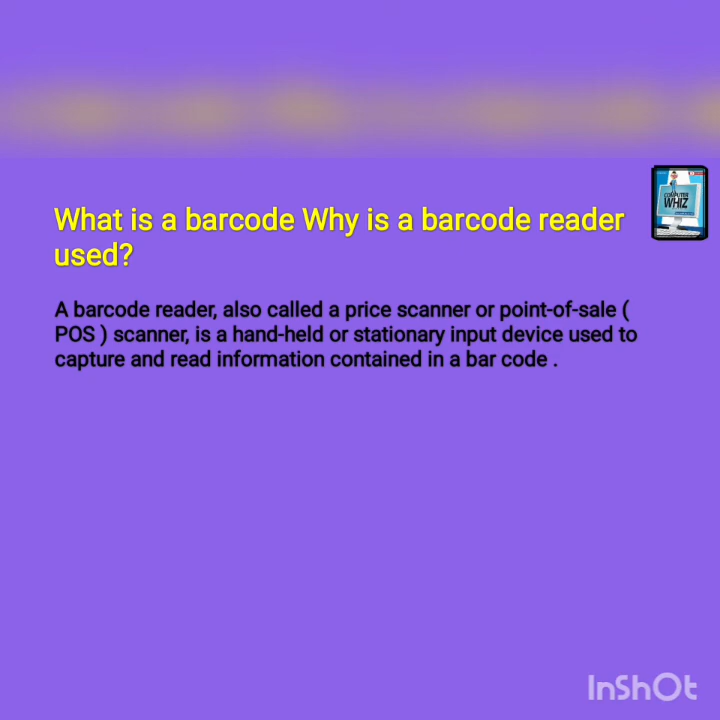 What is a barcode Why is a barcode reader
used?
COMPUTER
WHIZ
A barcode reader, also called a price scanner or point-of-sale (
POS ) scanner, is a hand-held or stationary input device used to
capture and read information contained in a bar code .
InShOt